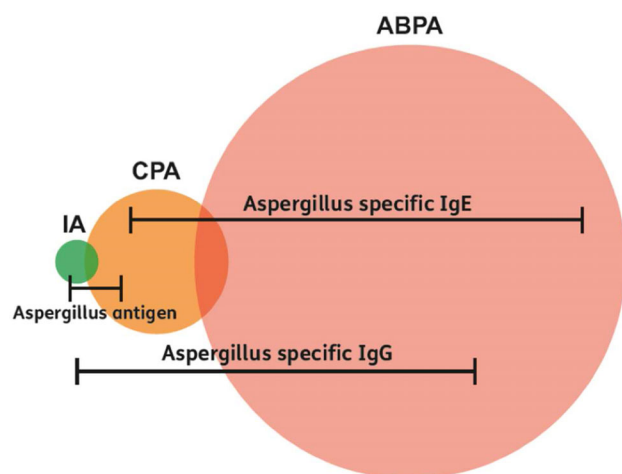 ABPA
CPA
Aspergillus specific IgE
IA
Aspergillus antigen
Aspergillus specific IgG